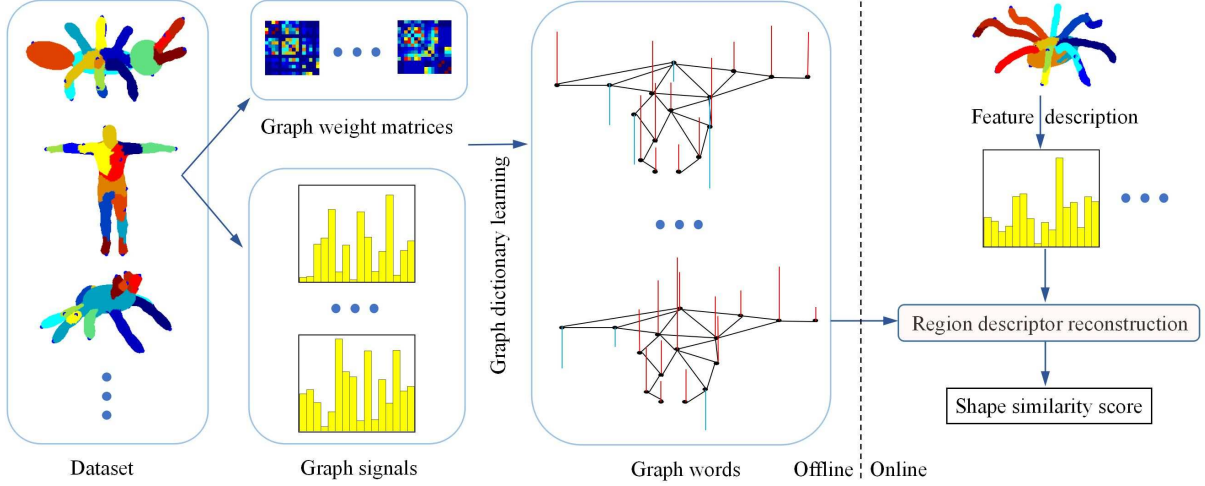 Graph weight matrices
Graph dictionary learning
Feature description
Region descriptor reconstruction
Shape similarity score
Dataset
Graph signals
Graph words
Offline
Online